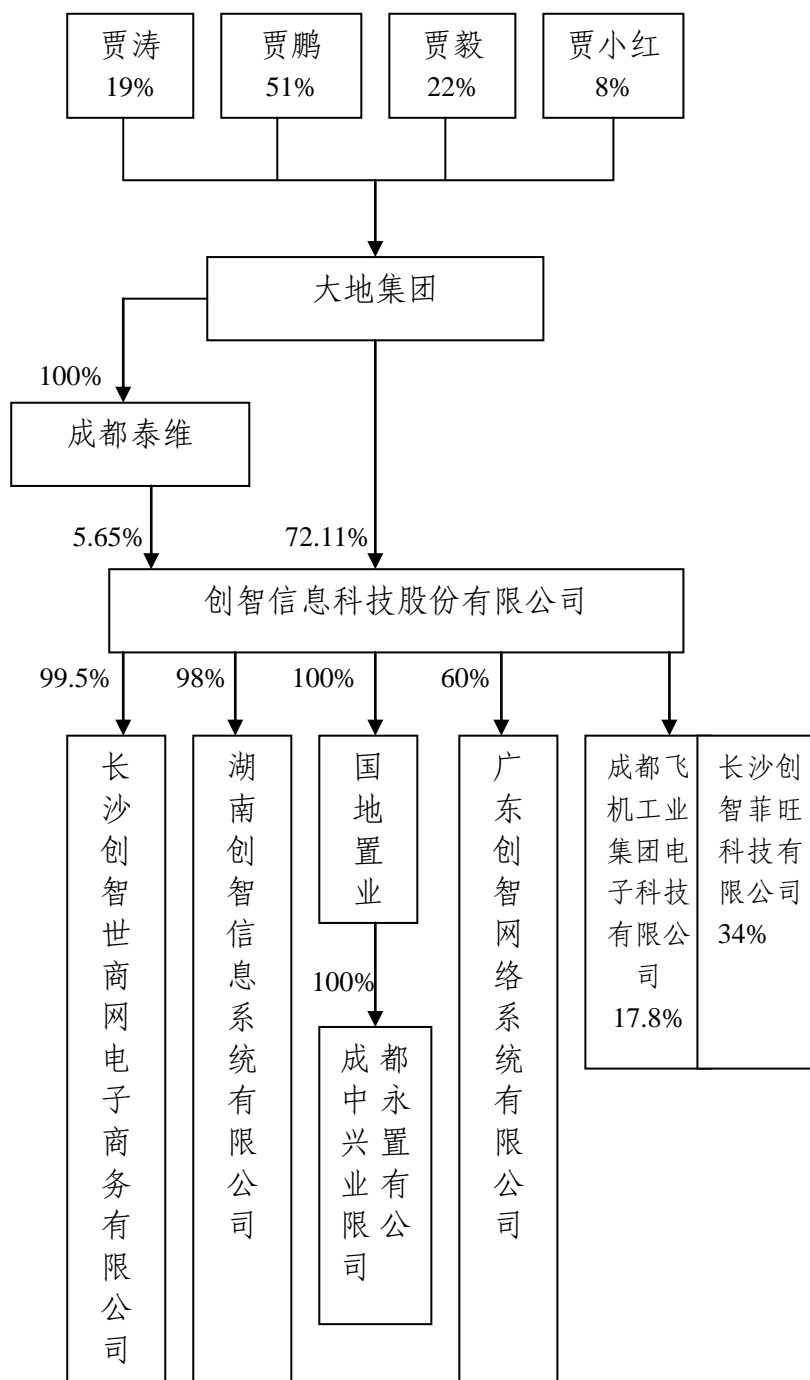 贾涛
19%
贾鹏
51%
贾毅
22%
贾小红
8%
大地集团
100%
成都泰维
5.65%
72.11%
创智信息科技股份有限公司
99.5%
98%
100%
60%
长沙创智世商网电子商务有限公司
湖南创智信息系统有限公司
国地置业
100%
成都
中永
兴置
业有
限公
司
广东创智网络系统有限公司
成都飞
机工业
集团电
子科技
有限公
司
17.8%
长沙创
智菲旺
科技有
限公司
34%